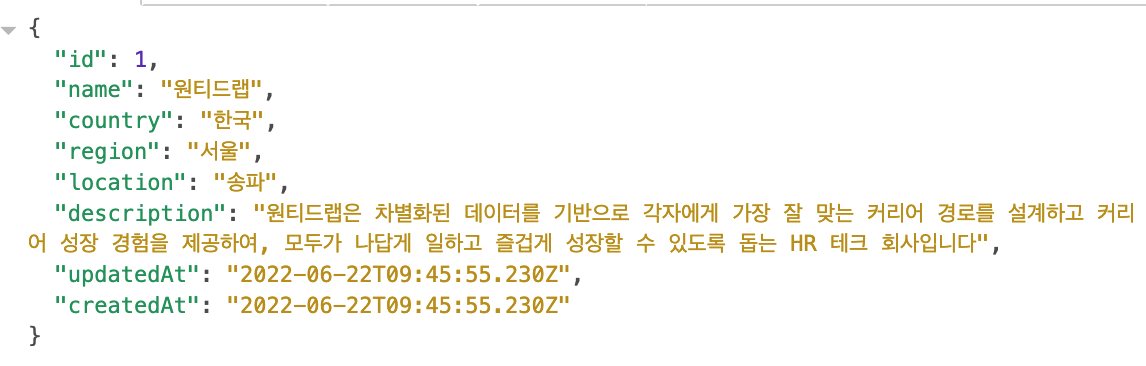 {
"id": 1,
"name": "원티드랩",
"country": "한국",
"region": "서울",
"location": "송파",
"description": "원티드랩은 차별화된 데이터를 기반으로 각자에게 가장 잘 맞는 커리어 경로를 설계하고 커리
어 성장 경험을 제공하여, 모두가 나답게 일하고 즐겁게 성장할 수 있도록 돕는 HR 테크 회사입니다",
"updatedAt": "2022-06-22T09:45:55.230Z",
"createdAt": "2022-06-22T09:45:55.230Z"
}